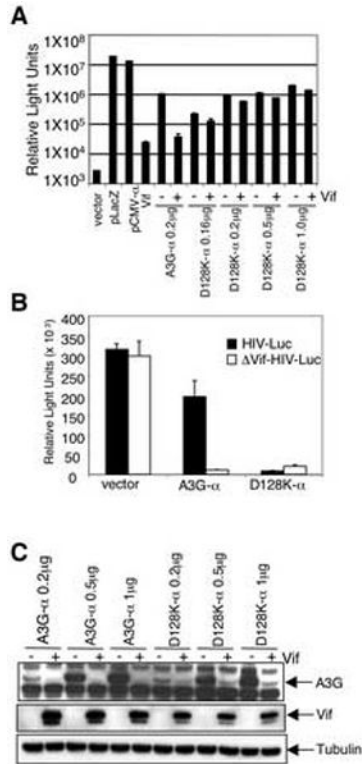 A
Relative Light Units
1X10⁸
1X10⁷
1X10⁶
1X10⁵
1X10⁴
1X10³
- + - + - + - + - + Vif
vector
pLacZ
pCMV-α
Vif
A3G-α 0.2µg
D128K-α 0.16µg
D128K-α 0.2µg
D128K-α 0.5µg
D128K-α 1.0µg
B
Relative Light Units (x 10⁻³)
350
300
250
200
150
100
50
0
HIV-Luc
ΔVif-HIV-Luc
vector
A3G-α
D128K-α
C
A3G-α 0.2µg
A3G-α 0.5µg
A3G-α 1µg
D128K-α 0.2µg
D128K-α 0.5µg
D128K-α 1µg
- + - + - + - + - + - + Vif
A3G
Vif
Tubulin